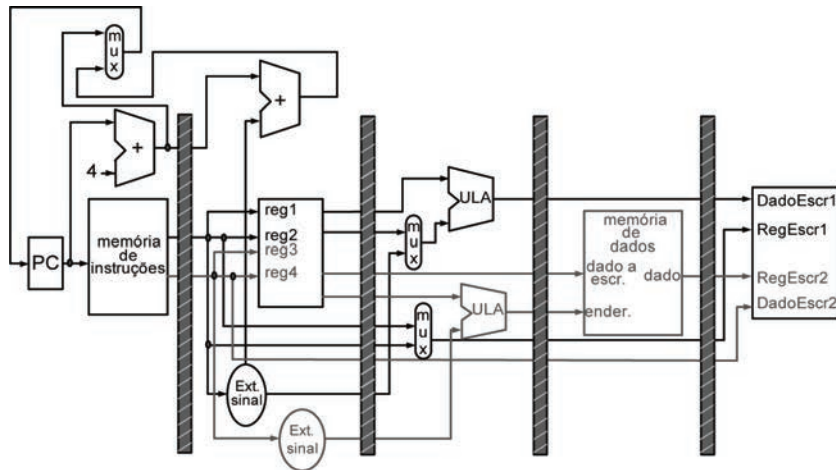 m
u
x
+
+
4
reg1
reg2
reg3
reg4
ULA
mux
DadoEscr1
RegEscr1
RegEscr2
DadoEscr2
memória
de
dados
dado a
escr.
dado
ender.
memória
de
instruções
PC
ULA
m
u
x
Ext.
sinal
Ext.
sinal